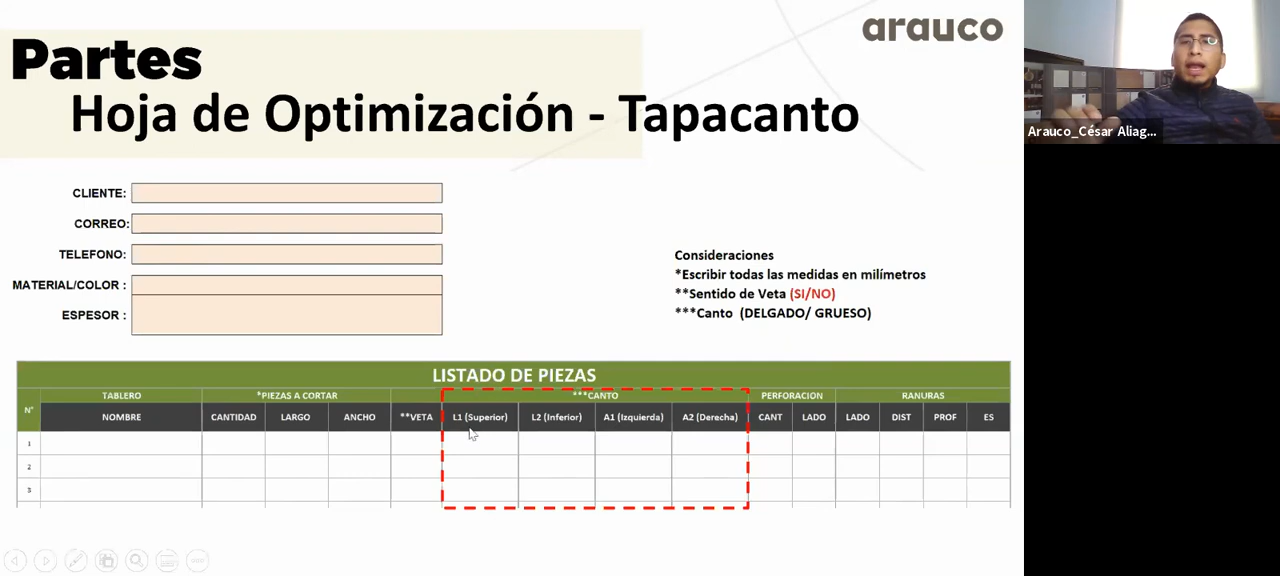 arauco
Partes
Hoja de Optimización - Tapacanto
Arauco_César Aliag...
CLIENTE:
CORREO:
TELEFONO:
MATERIAL/COLOR :
ESPESOR :
Consideraciones
*Escribir todas las medidas en milímetros
**Sentido de Veta (SI/NO)
***Canto (DELGADO/ GRUESO)
LISTADO DE PIEZAS
N° TABLERO *PIEZAS A CORTAR ***CANTO PERFORACION RANURAS
NOMBRE CANTIDAD LARGO ANCHO **VETA L1 (Superior) L2 (Inferior) A1 (Izquierda) A2 (Derecha) CANT LADO LADO DIST PROF ES
1
2
3